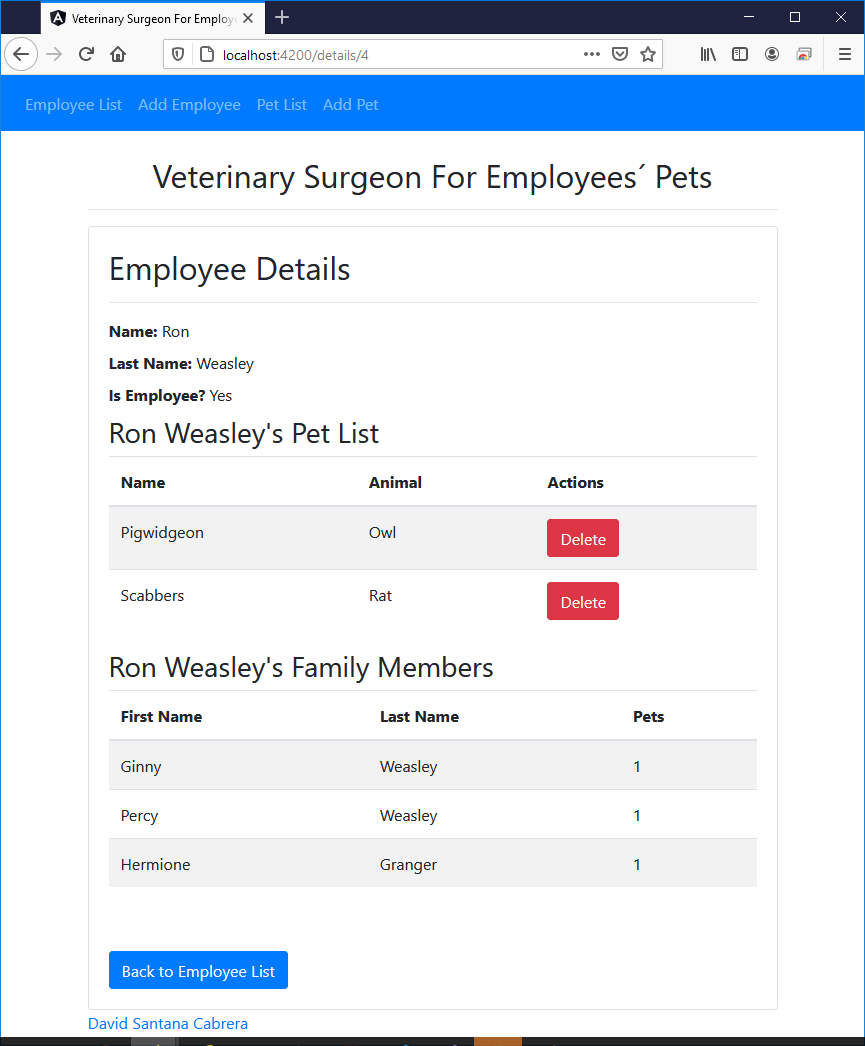 Veterinary Surgeon For Employe
localhost:4200/details/4
Employee List Add Employee Pet List Add Pet
Veterinary Surgeon For Employees´ Pets
Employee Details
Name: Ron
Last Name: Weasley
Is Employee? Yes
Ron Weasley's Pet List
Name Animal Actions
Pigwidgeon Owl Delete
Scabbers Rat Delete
Ron Weasley's Family Members
First Name Last Name Pets
Ginny Weasley 1
Percy Weasley 1
Hermione Granger 1
Back to Employee List
David Santana Cabrera